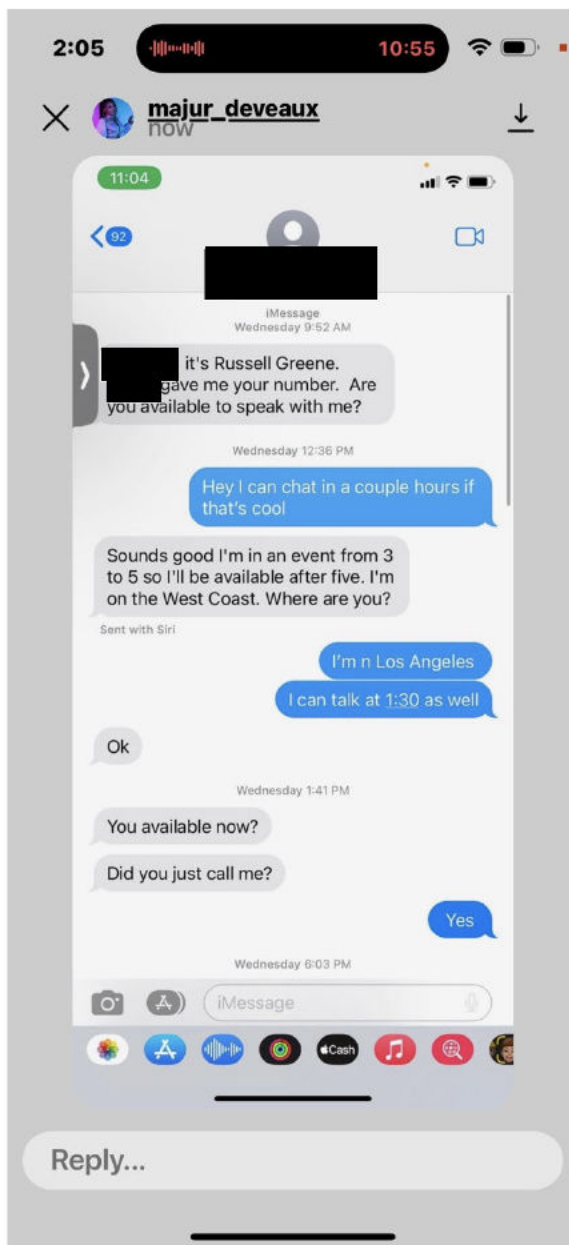 2:05 10:55
majur_deveaux
now
11:04
92
iMessage
Wednesday 9:52 AM
it's Russell Greene.
gave me your number. Are
you available to speak with me?
Wednesday 12:36 PM
Hey I can chat in a couple hours if
that's cool
Sounds good I'm in an event from 3
to 5 so I'll be available after five. I'm
on the West Coast. Where are you?
Sent with Siri
I'm n Los Angeles
I can talk at 1:30 as well
Ok
Wednesday 1:41 PM
You available now?
Did you just call me?
Yes
Wednesday 6:03 PM
iMessage
Cash
Reply...